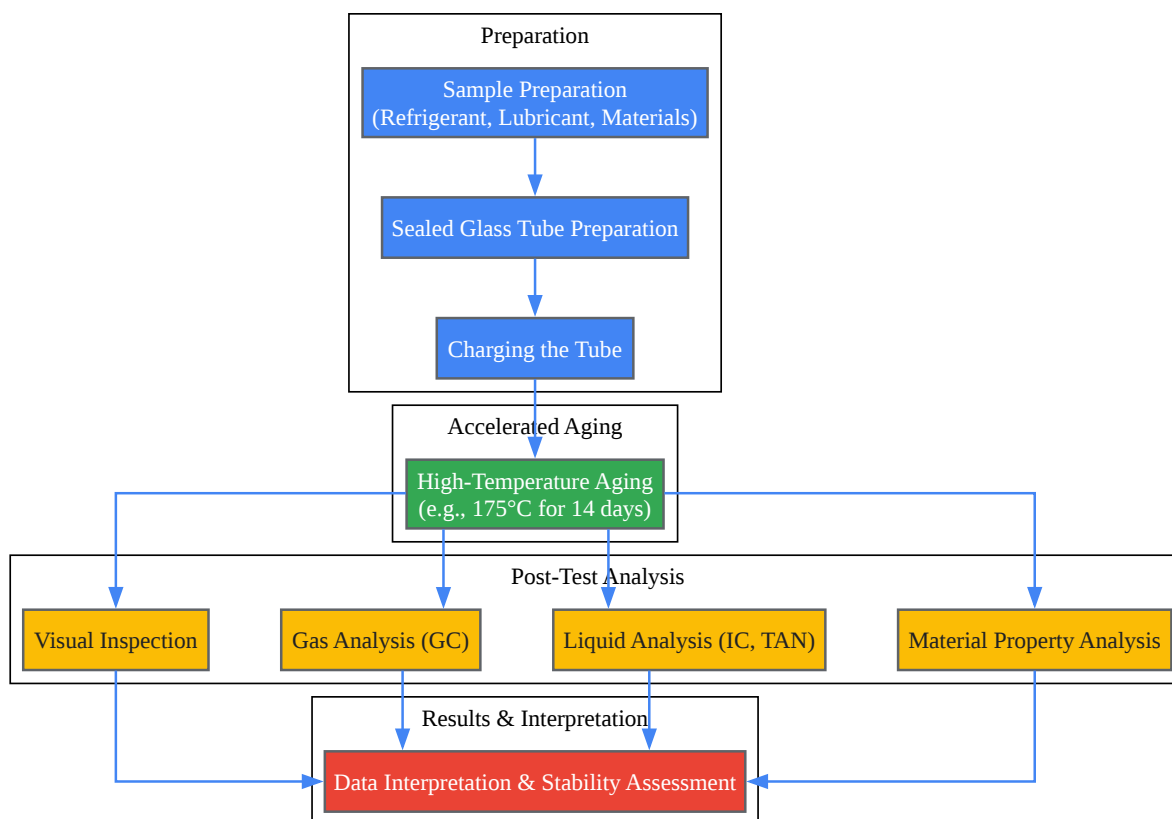 Preparation
Sample Preparation
(Refrigerant, Lubricant, Materials)
Sealed Glass Tube Preparation
Charging the Tube
Accelerated Aging
High-Temperature Aging
(e.g., 175°C for 14 days)
Post-Test Analysis
Visual Inspection
Gas Analysis (GC)
Liquid Analysis (IC, TAN)
Material Property Analysis
Results & Interpretation
Data Interpretation & Stability Assessment